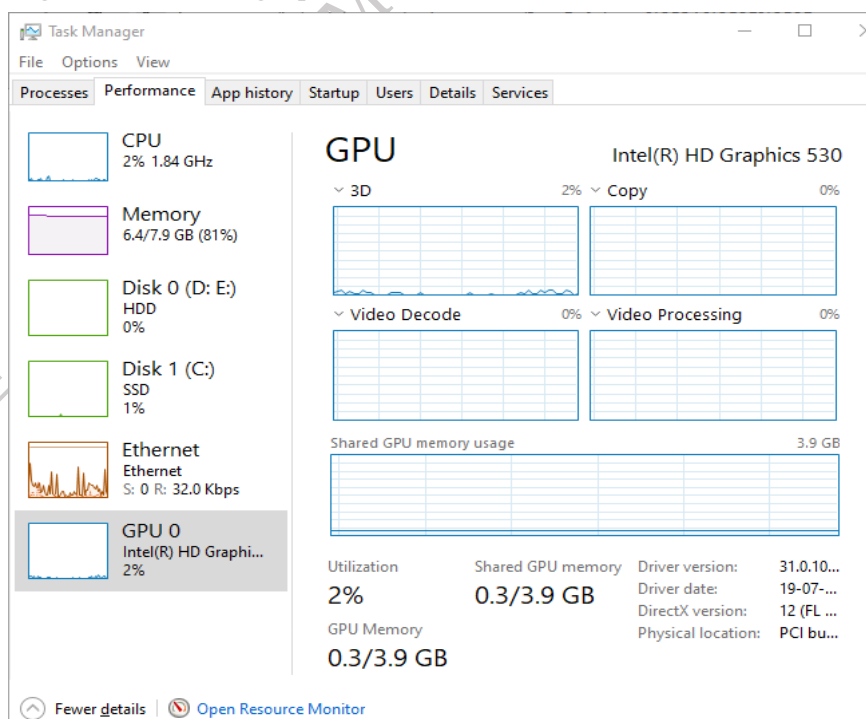 Task Manager
File Options View
Processes Performance App history Startup Users Details Services
CPU
2% 1.84 GHz
Memory
6.4/7.9 GB (81%)
Disk 0 (D: E:)
HDD
0%
Disk 1 (C:)
SSD
1%
Ethernet
Ethernet
S: 0 R: 32.0 Kbps
GPU 0
Intel(R) HD Graphi...
2%
GPU Intel(R) HD Graphics 530
3D 2% Copy 0%
Video Decode 0% Video Processing 0%
Shared GPU memory usage 3.9 GB
Utilization
2%
Shared GPU memory
0.3/3.9 GB
GPU Memory
0.3/3.9 GB
Driver version: 31.0.10...
Driver date: 19-07-...
DirectX version: 12 (FL ...
Physical location: PCI bu...
Fewer details Open Resource Monitor